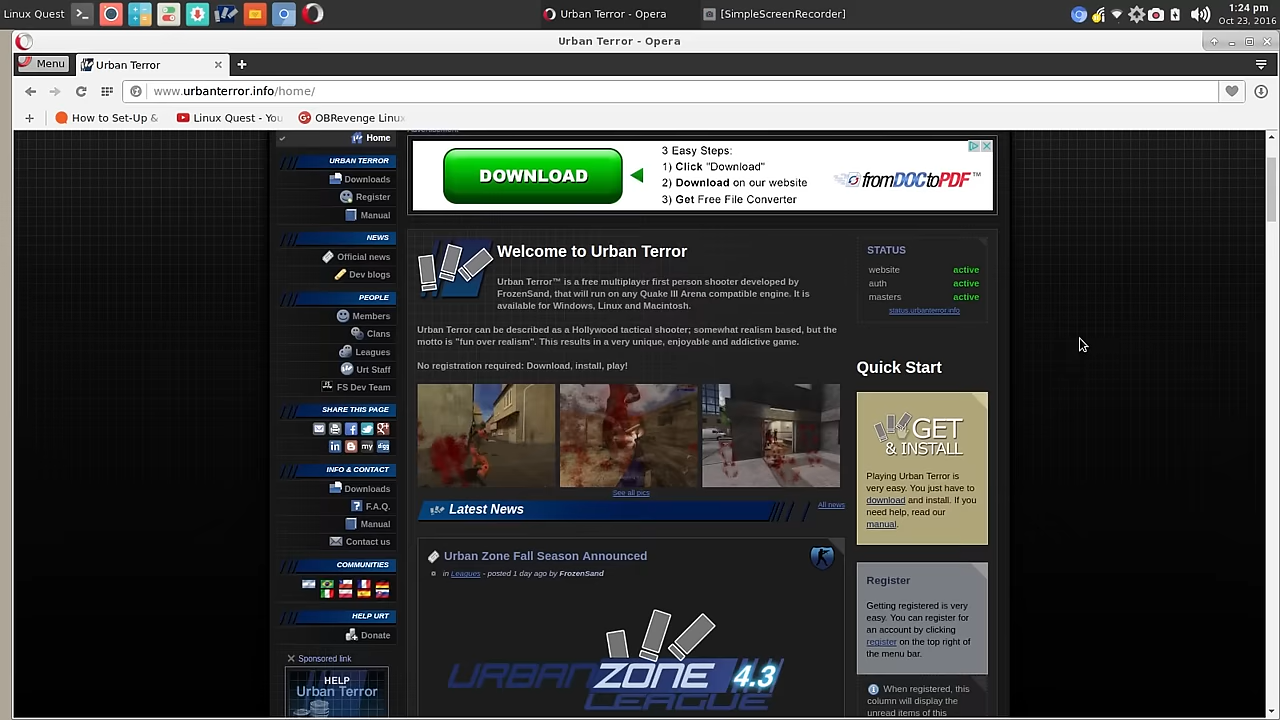 Linux Quest
Urban Terror - Opera
[SimpleScreenRecorder]
1:24 pm
Oct 23, 2016
Urban Terror - Opera
Menu
Urban Terror
www.urbanterror.info/home/
How to Set-Up &
Linux Quest - You
OBRevenge Linux
Home
URBAN TERROR
Downloads
Register
Manual
NEWS
Official news
Dev blogs
PEOPLE
Members
Clans
Leagues
Urt Staff
FS Dev Team
SHARE THIS PAGE
in
my
digg
INFO & CONTACT
Downloads
F.A.Q.
Manual
Contact us
COMMUNITIES
HELP URT
Donate
Sponsored link
HELP
Urban Terror
DOWNLOAD
3 Easy Steps:
1) Click "Download"
2) Download on our website
3) Get Free File Converter
fromDOCtoPDF™
Welcome to Urban Terror
Urban Terror™ is a free multiplayer first person shooter developed by
FrozenSand, that will run on any Quake III Arena compatible engine. It is
available for Windows, Linux and Macintosh.
Urban Terror can be described as a Hollywood tactical shooter; somewhat realism based, but the
motto is "fun over realism". This results in a very unique, enjoyable and addictive game.
No registration required: Download, install, play!
See all pics
Latest News
All news
Urban Zone Fall Season Announced
in Leagues - posted 1 day ago by FrozenSand
URBAN ZONE 4.3
LEAGUE
STATUS
website active
auth active
masters active
status.urbanterror.info
Quick Start
GET
& INSTALL
Playing Urban Terror is
very easy. You just have to
download and install. If you
need help, read our
manual.
Register
Getting registered is very
easy. You can register for
an account by clicking
register on the top right of
the menu bar.
When registered, this
column will display the
unread items of this